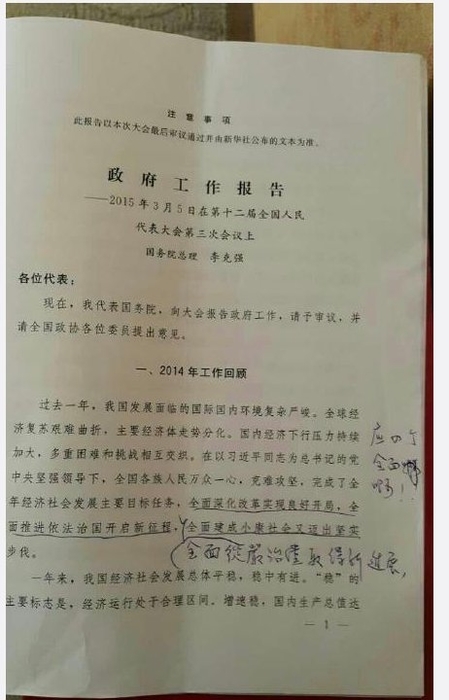 注 意 事 项
此报告以本次大会最后审议通过并由新华社公布的文本为准。
政 府 工 作 报 告
——2015年3月5日在第十二届全国人民
代表大会第三次会议上
国务院总理 李克强
各位代表:
现在,我代表国务院,向大会报告政府工作,请予审议,并
请全国政协各位委员提出意见。
一、2014年工作回顾
过去一年,我国发展面临的国际国内环境复杂严峻。全球经
济复苏艰难曲折,主要经济体走势分化。国内经济下行压力持续
加大,多重困难和挑战相互交织。在以习近平同志为总书记的党
中央坚强领导下,全国各族人民万众一心,克难攻坚,完成了全
年经济社会发展主要目标任务,全面深化改革实现良好开局,全
面推进依法治国开启新征程,全面建成小康社会又迈出坚实
步伐。
全面從嚴治黨取得新進展,
应四个
全面
啊!!
一年来,我国经济社会发展总体平稳,稳中有进。“稳”的
主要标志是,经济运行处于合理区间。增速稳,国内生产总值达
— 1 —